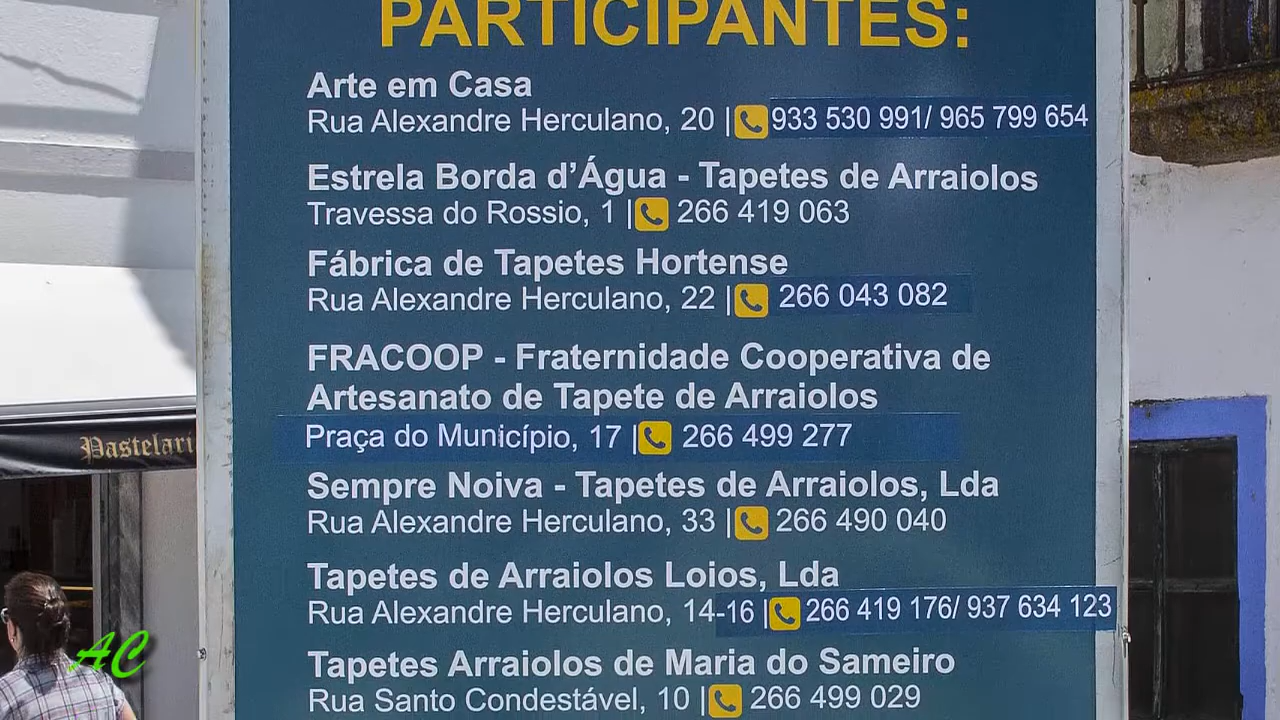 PARTICIPANTES:
Arte em Casa
Rua Alexandre Herculano, 20 | 933 530 991/ 965 799 654
Estrela Borda d’Água - Tapetes de Arraiolos
Travessa do Rossio, 1 | 266 419 063
Fábrica de Tapetes Hortense
Rua Alexandre Herculano, 22 | 266 043 082
FRACOOP - Fraternidade Cooperativa de
Artesanato de Tapete de Arraiolos
Praça do Município, 17 | 266 499 277
Sempre Noiva - Tapetes de Arraiolos, Lda
Rua Alexandre Herculano, 33 | 266 490 040
Tapetes de Arraiolos Loios, Lda
Rua Alexandre Herculano, 14-16 | 266 419 176/ 937 634 123
Tapetes Arraiolos de Maria do Sameiro
Rua Santo Condestável, 10 | 266 499 029
Pastelari
AC